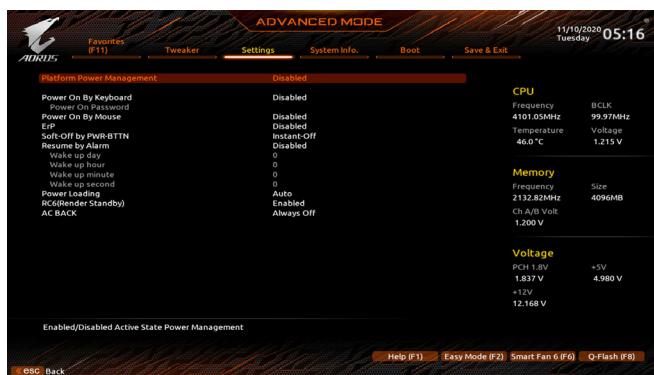 ADVANCED MODE
11/10/2020 Tuesday 05:16
AORUS
Favorites (F11) Tweaker Settings System Info. Boot Save & Exit
Platform Power Management Disabled
Power On By Keyboard Disabled
Power On Password
Power On By Mouse Disabled
ErP Disabled
Soft-Off by PWR-BTTN Instant-Off
Resume by Alarm Disabled
Wake up day 0
Wake up hour 0
Wake up minute 0
Wake up second 0
Power Loading Auto
RC6(Render Standby) Enabled
AC BACK Always Off
CPU
Frequency BCLK
4101.05MHz 99.97MHz
Temperature Voltage
46.0 °C 1.215 V
Memory
Frequency Size
2132.82MHz 4096MB
Ch A/B Volt
1.200 V
Voltage
PCH 1.8V +5V
1.837 V 4.980 V
+12V
12.168 V
Enabled/Disabled Active State Power Management
Help (F1) Easy Mode (F2) Smart Fan 6 (F6) Q-Flash (F8)
esc Back